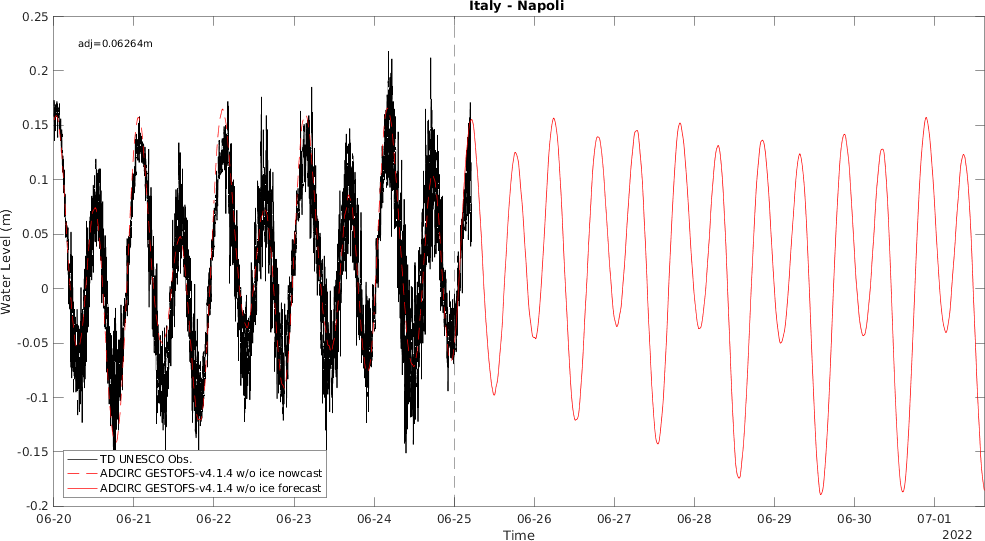 Italy - Napoli
adj=0.06264m
Water Level (m)
0.25
0.2
0.15
0.1
0.05
0
-0.05
-0.1
-0.15
-0.2
TD UNESCO Obs.
ADCIRC GESTOFS-v4.1.4 w/o ice nowcast
ADCIRC GESTOFS-v4.1.4 w/o ice forecast
06-20 06-21 06-22 06-23 06-24 06-25 06-26 06-27 06-28 06-29 06-30 07-01
Time
2022